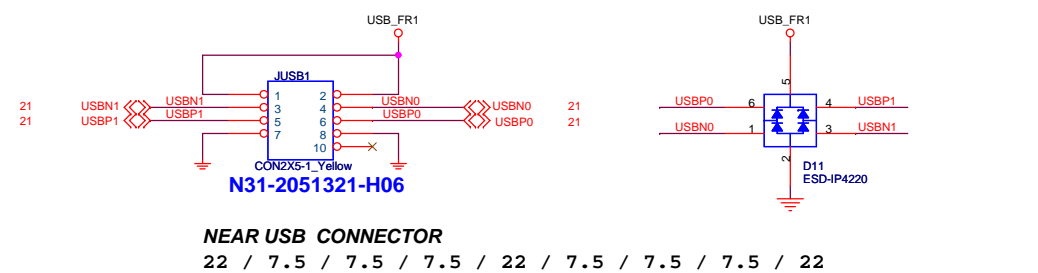 USB_FR1
JUSB1
1 2
21 USBN1 USBN1 3 4 USBN0 USBN0 21
21 USBP1 USBP1 5 6 USBP0 USBP0 21
7 8
10
CON2X5-1_Yellow
N31-2051321-H06
USB_FR1
5
USBP0 6 4 USBP1
USBN0 1 3 USBN1
2
D11
ESD-IP4220
NEAR USB CONNECTOR
22 / 7.5 / 7.5 / 7.5 / 22 / 7.5 / 7.5 / 7.5 / 22